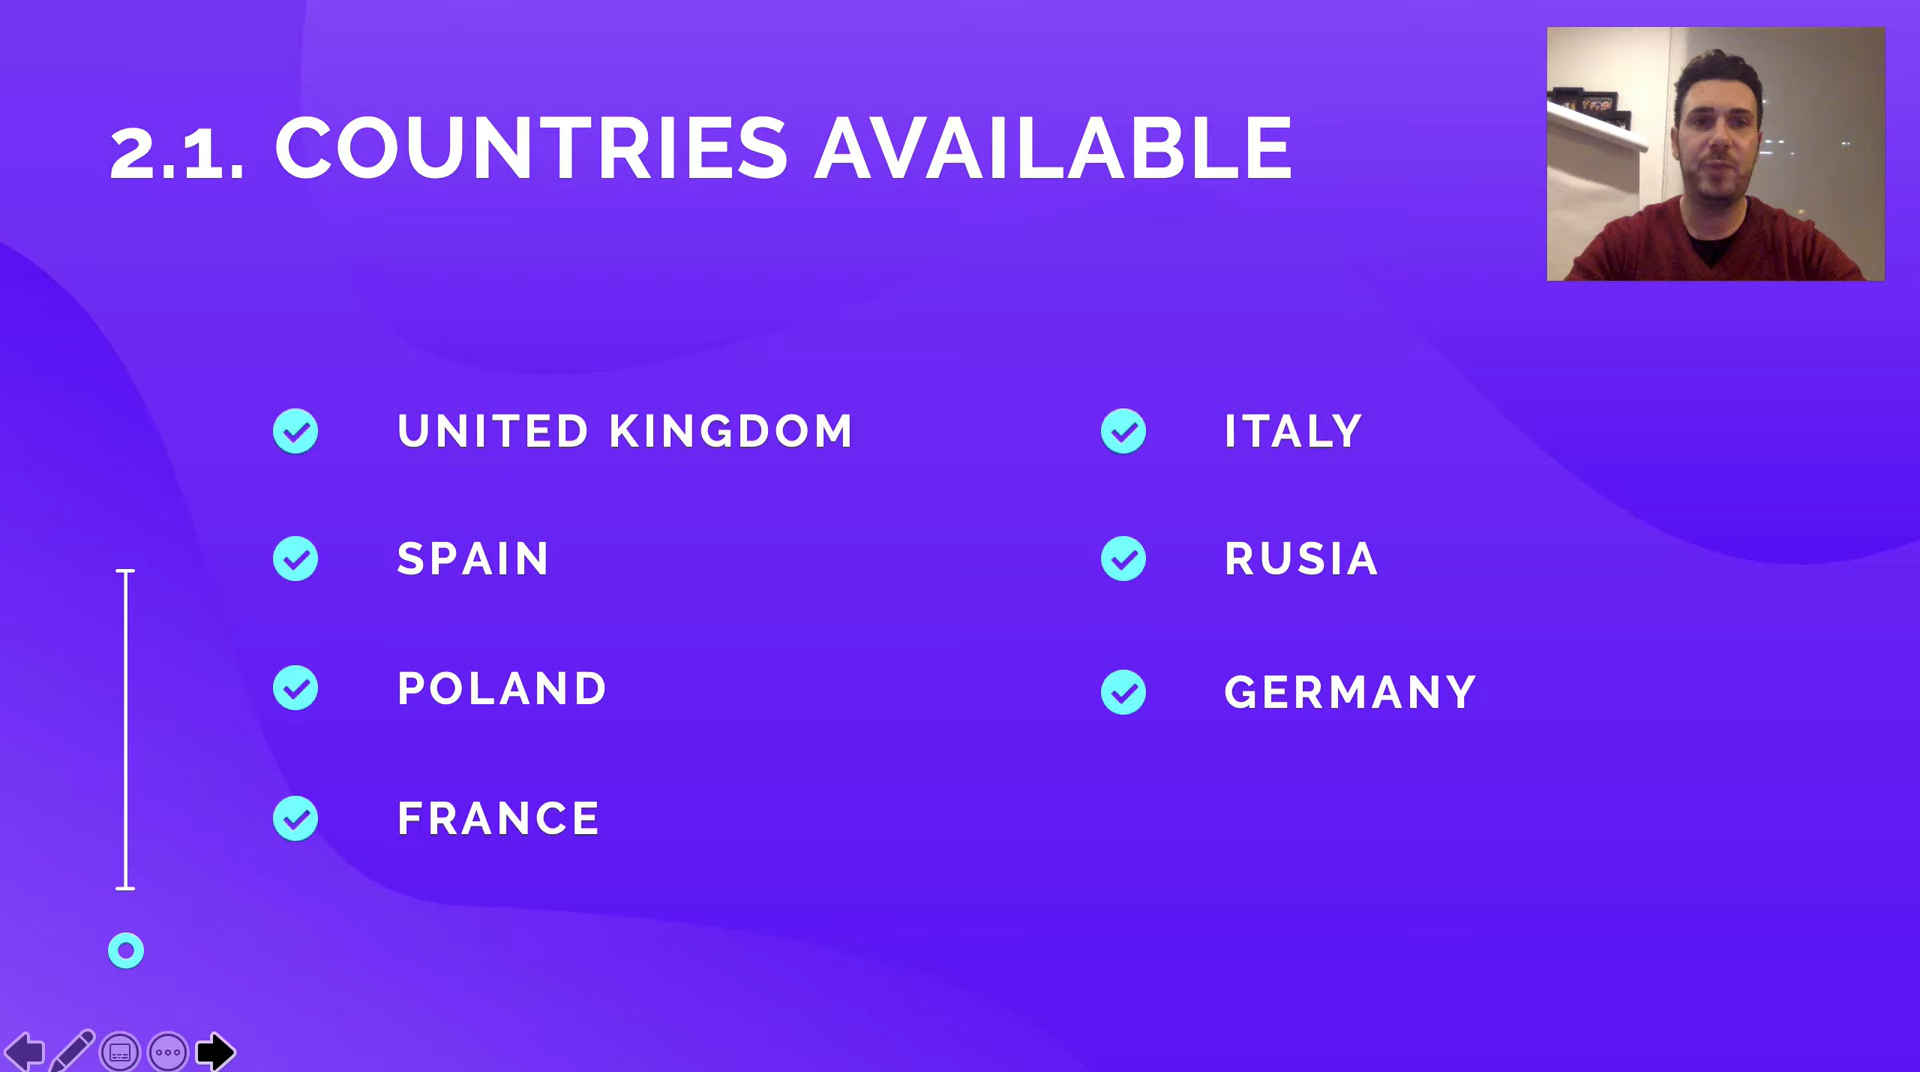 2.1. COUNTRIES AVAILABLE
UNITED KINGDOM
SPAIN
POLAND
FRANCE
ITALY
RUSIA
GERMANY